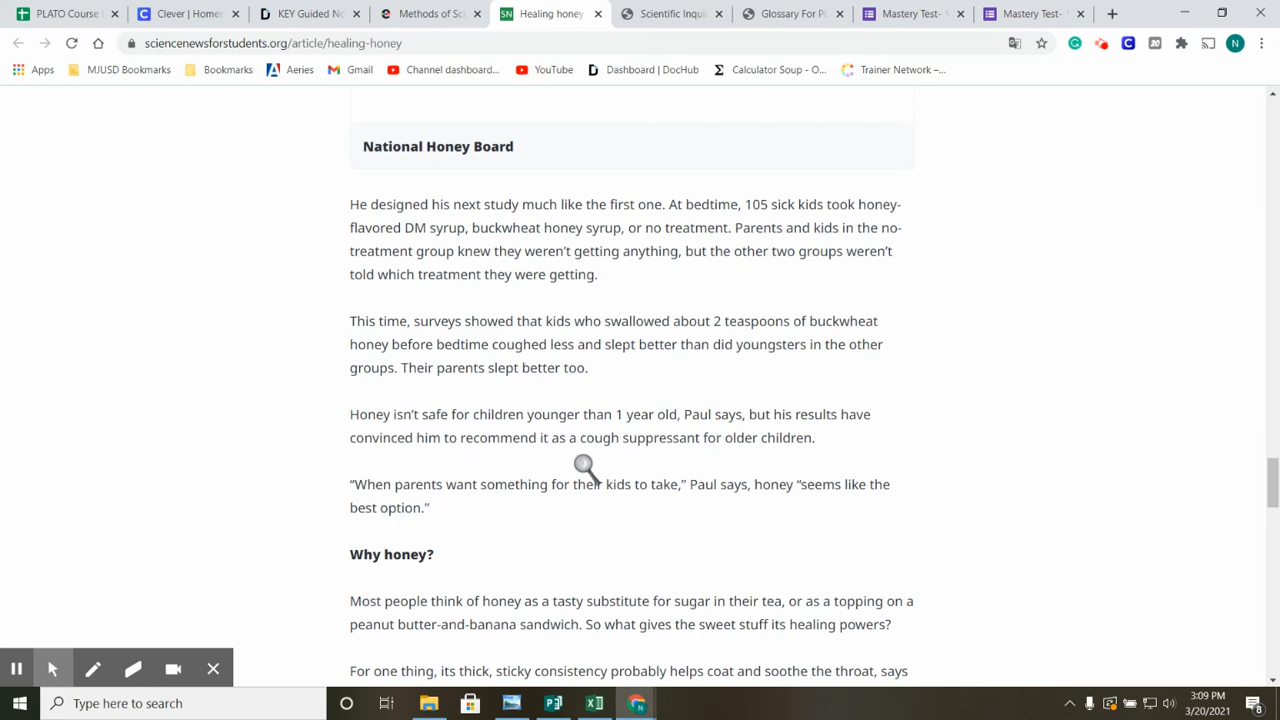 PLATO Course
Clever | Home
KEY Guided No
Methods of Sc
Healing honey
Scientific Inqui
Glossary For PL
Mastery Test-
Mastery Test- 1
sciencenewsforstudents.org/article/healing-honey
20
N
Apps
MJUSD Bookmarks
Bookmarks
Aeries
Gmail
Channel dashboard...
YouTube
Dashboard | DocHub
Calculator Soup - O...
Trainer Network –...
National Honey Board
He designed his next study much like the first one. At bedtime, 105 sick kids took honey-
flavored DM syrup, buckwheat honey syrup, or no treatment. Parents and kids in the no-
treatment group knew they weren't getting anything, but the other two groups weren't
told which treatment they were getting.
This time, surveys showed that kids who swallowed about 2 teaspoons of buckwheat
honey before bedtime coughed less and slept better than did youngsters in the other
groups. Their parents slept better too.
Honey isn't safe for children younger than 1 year old, Paul says, but his results have
convinced him to recommend it as a cough suppressant for older children.
“When parents want something for their kids to take,” Paul says, honey “seems like the
best option.”
Why honey?
Most people think of honey as a tasty substitute for sugar in their tea, or as a topping on a
peanut butter-and-banana sandwich. So what gives the sweet stuff its healing powers?
For one thing, its thick, sticky consistency probably helps coat and soothe the throat, says
Type here to search
3:09 PM
3/20/2021
8